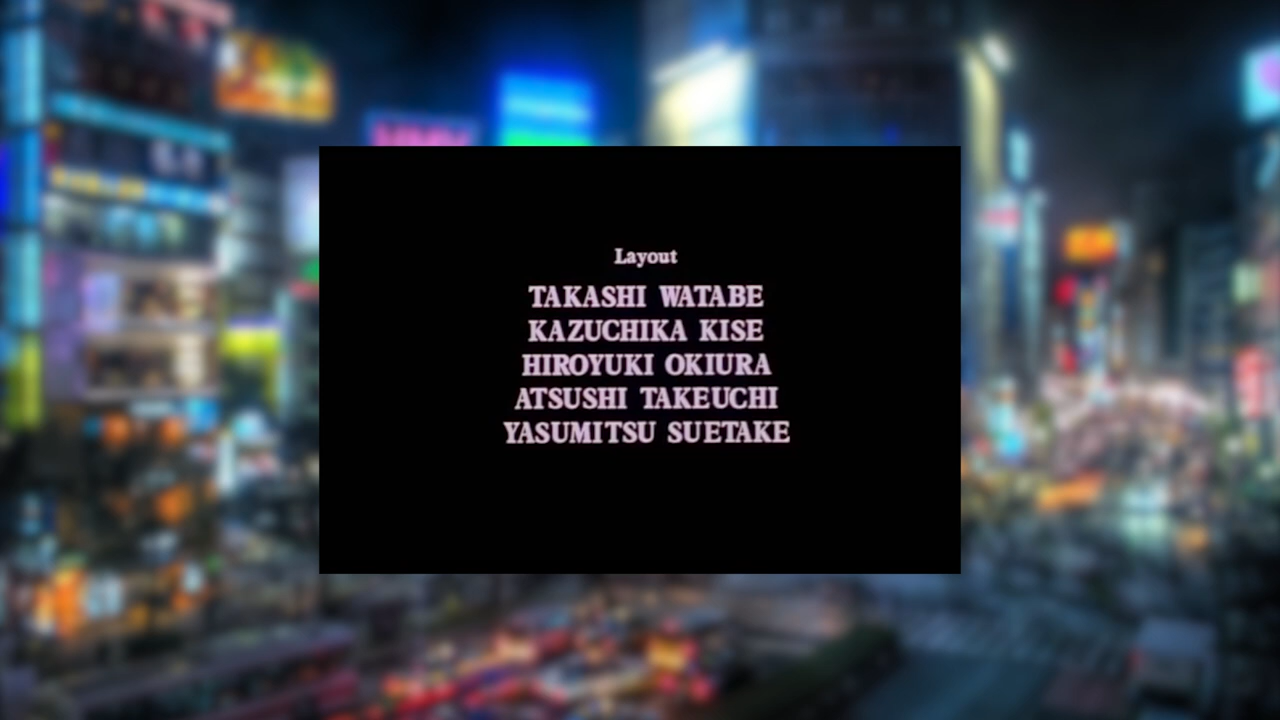 Layout
TAKASHI WATABE
KAZUCHIKA KISE
HIROYUKI OKIURA
ATSUSHI TAKEUCHI
YASUMITSU SUETAKE